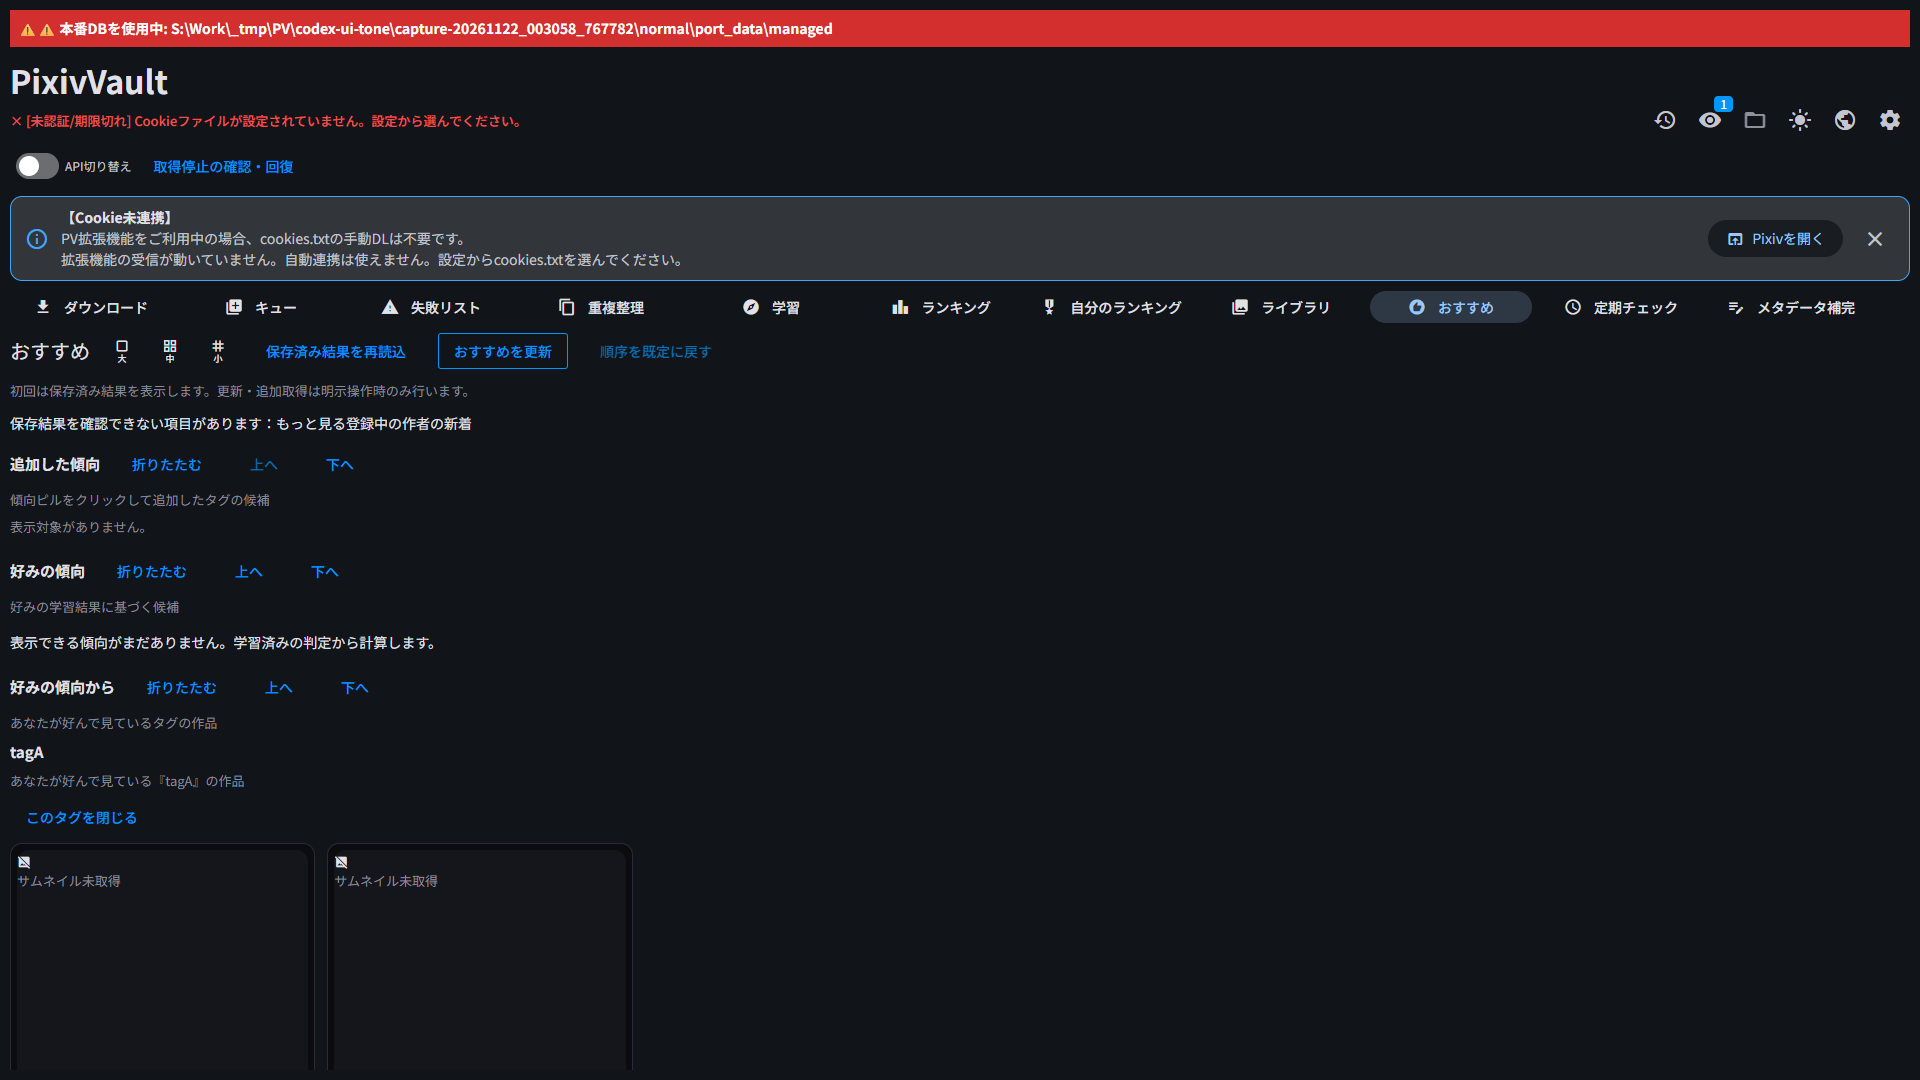 本番DBを使用中: S:\Work\_tmp\PV\codex-ui-tone\capture-20261122_003058_767782\normal\port_data\managed
PixivVault
✕ [未認証/期限切れ] Cookieファイルが設定されていません。設定から選んでください。
1
API切り替え 取得停止の確認・回復
【Cookie未連携】
PV拡張機能をご利用中の場合、cookies.txtの手動DLは不要です。
拡張機能の受信が動いていません。自動連携は使えません。設定からcookies.txtを選んでください。
Pixivを開く
ダウンロード キュー 失敗リスト 重複整理 学習 ランキング 自分のランキング ライブラリ おすすめ 定期チェック メタデータ補完
おすすめ 大 中 小 保存済み結果を再読込 おすすめを更新 順序を既定に戻す
初回は保存済み結果を表示します。更新・追加取得は明示操作時のみ行います。
保存結果を確認できない項目があります：もっと見る登録中の作者の新着
追加した傾向 折りたたむ 上へ 下へ
傾向ピルをクリックして追加したタグの候補
表示対象がありません。
好みの傾向 折りたたむ 上へ 下へ
好みの学習結果に基づく候補
表示できる傾向がまだありません。学習済みの判定から計算します。
好みの傾向から 折りたたむ 上へ 下へ
あなたが好んで見ているタグの作品
tagA
あなたが好んで見ている『tagA』の作品
このタグを閉じる
サムネイル未取得 サムネイル未取得